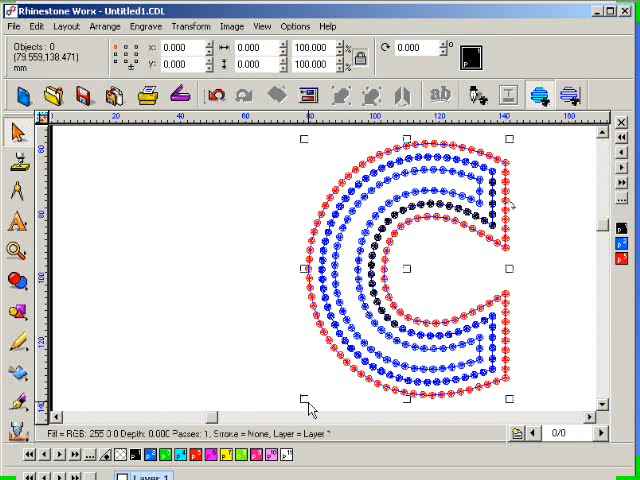 Rhinestone Worx - Untitled1.CDL
File Edit Layout Arrange Engrave Transform Image View Options Help
Objects : 0
(79.559,138.471)
mm
x: 0.000 0.000 100.000 % 0.000 °
y: 0.000 0.000 100.000 %
P
ab
0 20 40 60 80 100 120 140 160
60
80
100
120
140
P
P
P
Fill = RGB: 255 0 0 Depth: 0.000 Passes: 1, Stroke = None, Layer = Layer
0/0
P P P P P P P P P P P
Layer 1